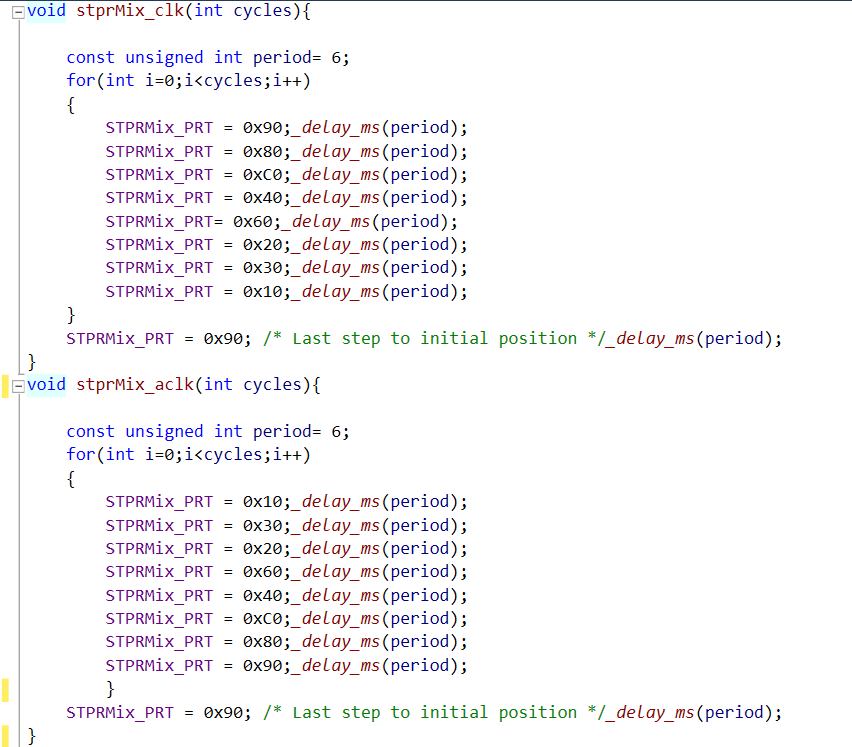 void stprMix_clk(int cycles){
const unsigned int period= 6;
for(int i=0;i<cycles;i++)
{
STPRMix_PRT = 0x90;_delay_ms(period);
STPRMix_PRT = 0x80;_delay_ms(period);
STPRMix_PRT = 0xC0;_delay_ms(period);
STPRMix_PRT = 0x40;_delay_ms(period);
STPRMix_PRT= 0x60;_delay_ms(period);
STPRMix_PRT = 0x20;_delay_ms(period);
STPRMix_PRT = 0x30;_delay_ms(period);
STPRMix_PRT = 0x10;_delay_ms(period);
}
STPRMix_PRT = 0x90; /* Last step to initial position */_delay_ms(period);
}
void stprMix_aclk(int cycles){
const unsigned int period= 6;
for(int i=0;i<cycles;i++)
{
STPRMix_PRT = 0x10;_delay_ms(period);
STPRMix_PRT = 0x30;_delay_ms(period);
STPRMix_PRT = 0x20;_delay_ms(period);
STPRMix_PRT = 0x60;_delay_ms(period);
STPRMix_PRT = 0x40;_delay_ms(period);
STPRMix_PRT = 0xC0;_delay_ms(period);
STPRMix_PRT = 0x80;_delay_ms(period);
STPRMix_PRT = 0x90;_delay_ms(period);
}
STPRMix_PRT = 0x90; /* Last step to initial position */_delay_ms(period);
}